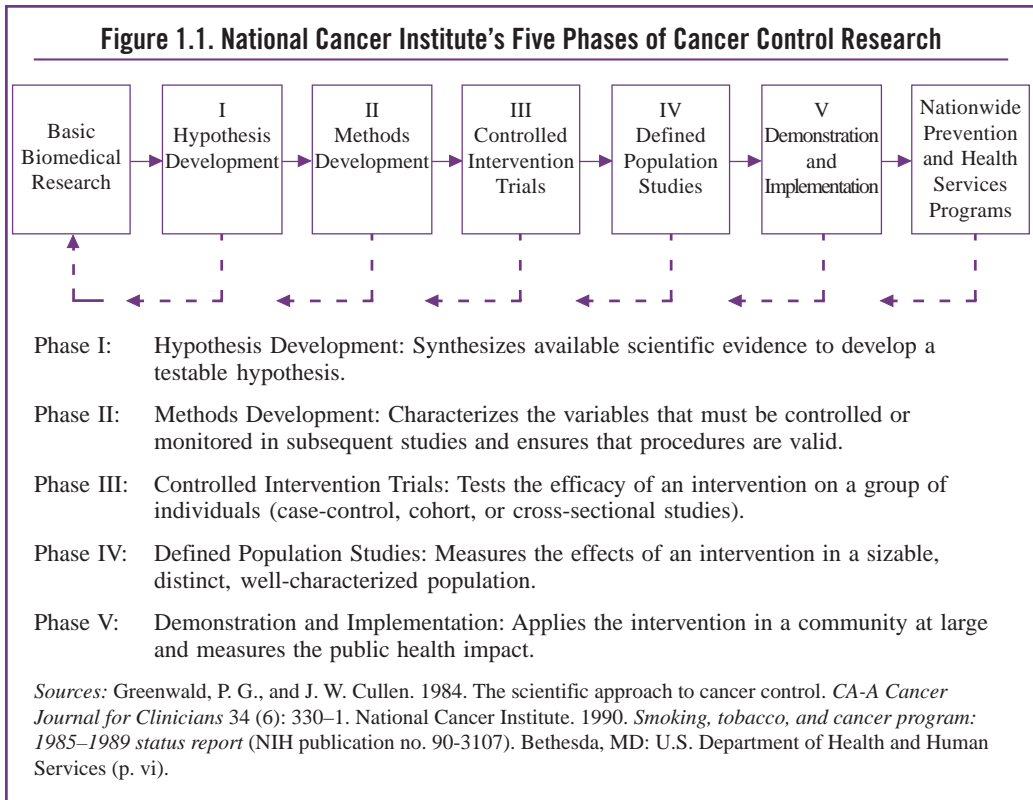 Figure 1.1. National Cancer Institute's Five Phases of Cancer Control Research
Basic
Biomedical
Research
I
Hypothesis
Development
II
Methods
Development
III
Controlled
Intervention
Trials
IV
Defined
Population
Studies
V
Demonstration
and
Implementation
Nationwide
Prevention
and Health
Services
Programs
Phase I: Hypothesis Development: Synthesizes available scientific evidence to develop a
testable hypothesis.
Phase II: Methods Development: Characterizes the variables that must be controlled or
monitored in subsequent studies and ensures that procedures are valid.
Phase III: Controlled Intervention Trials: Tests the efficacy of an intervention on a group of
individuals (case-control, cohort, or cross-sectional studies).
Phase IV: Defined Population Studies: Measures the effects of an intervention in a sizable,
distinct, well-characterized population.
Phase V: Demonstration and Implementation: Applies the intervention in a community at large
and measures the public health impact.
Sources: Greenwald, P. G., and J. W. Cullen. 1984. The scientific approach to cancer control. CA-A Cancer
Journal for Clinicians 34 (6): 330–1. National Cancer Institute. 1990. Smoking, tobacco, and cancer program:
1985–1989 status report (NIH publication no. 90-3107). Bethesda, MD: U.S. Department of Health and Human
Services (p. vi).